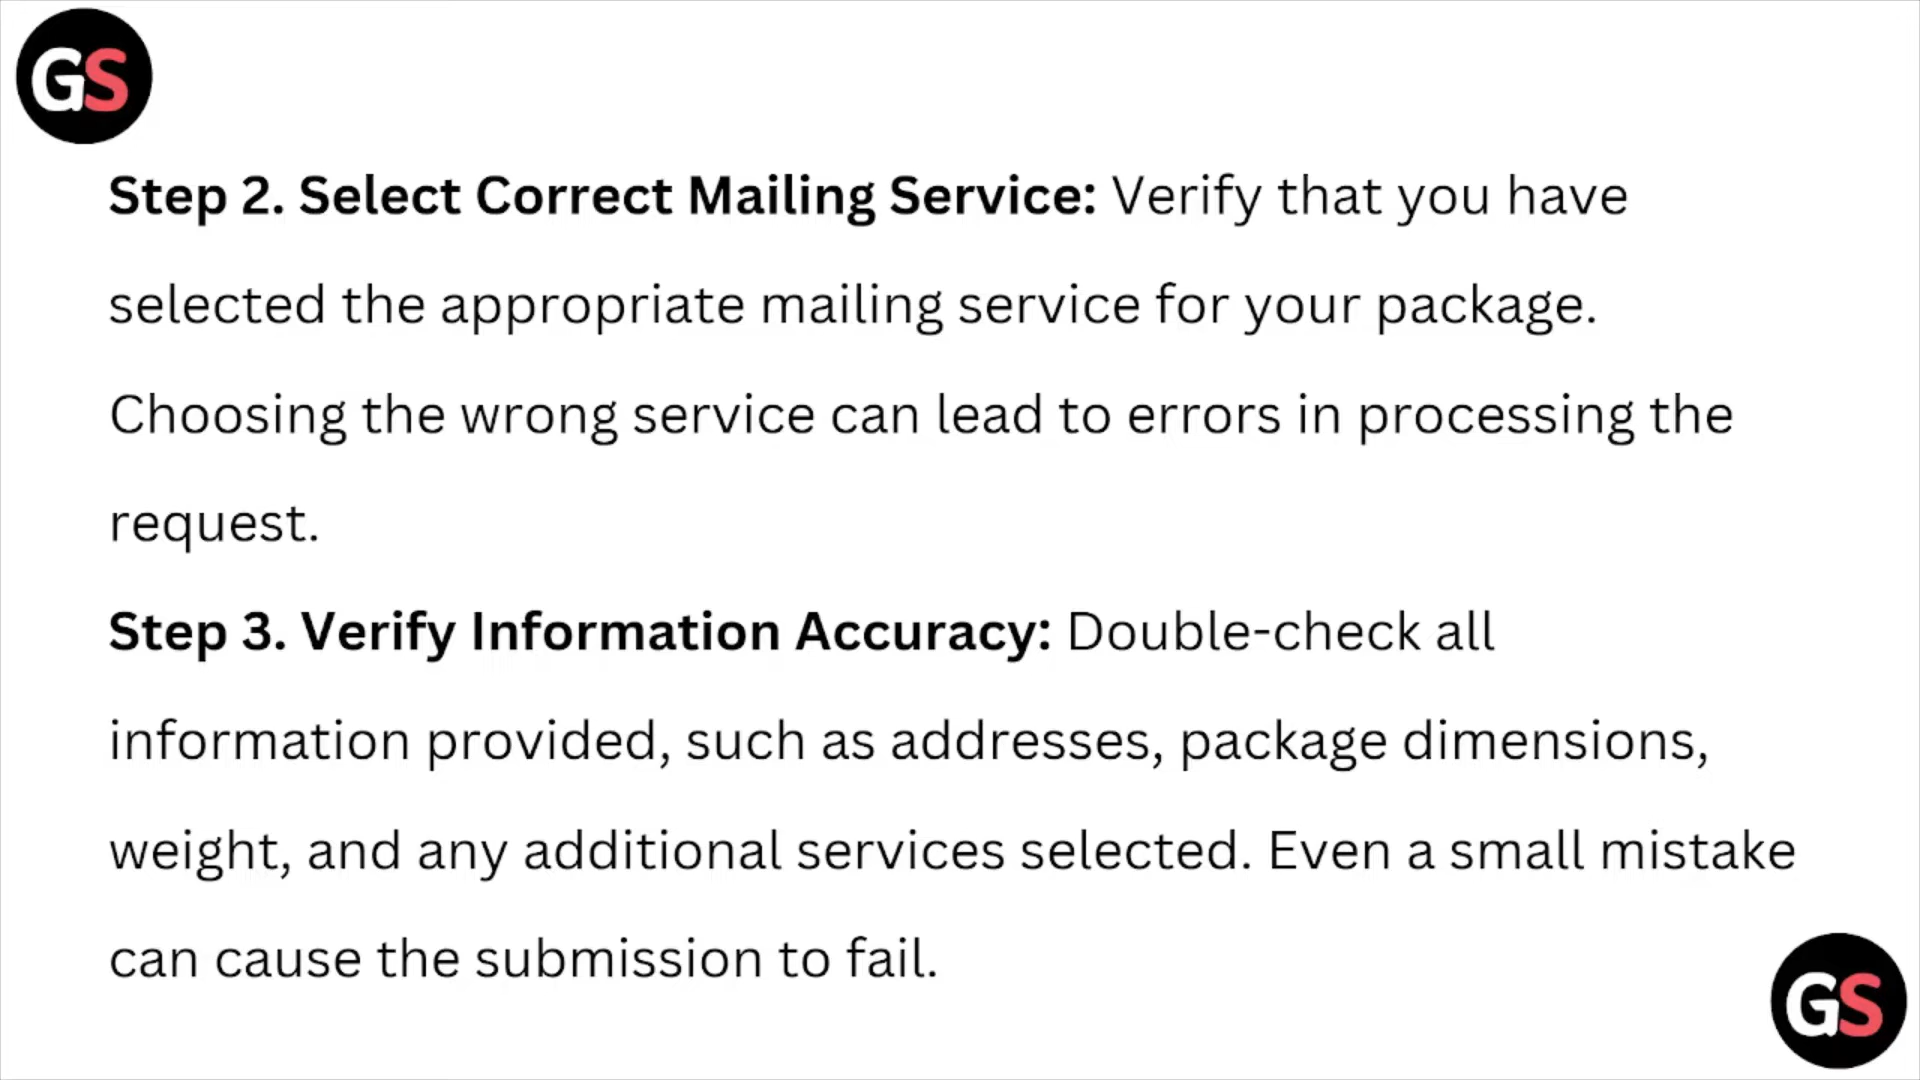 GS
Step 2. Select Correct Mailing Service: Verify that you have
selected the appropriate mailing service for your package.
Choosing the wrong service can lead to errors in processing the
request.
Step 3. Verify Information Accuracy: Double-check all
information provided, such as addresses, package dimensions,
weight, and any additional services selected. Even a small mistake
can cause the submission to fail.
GS